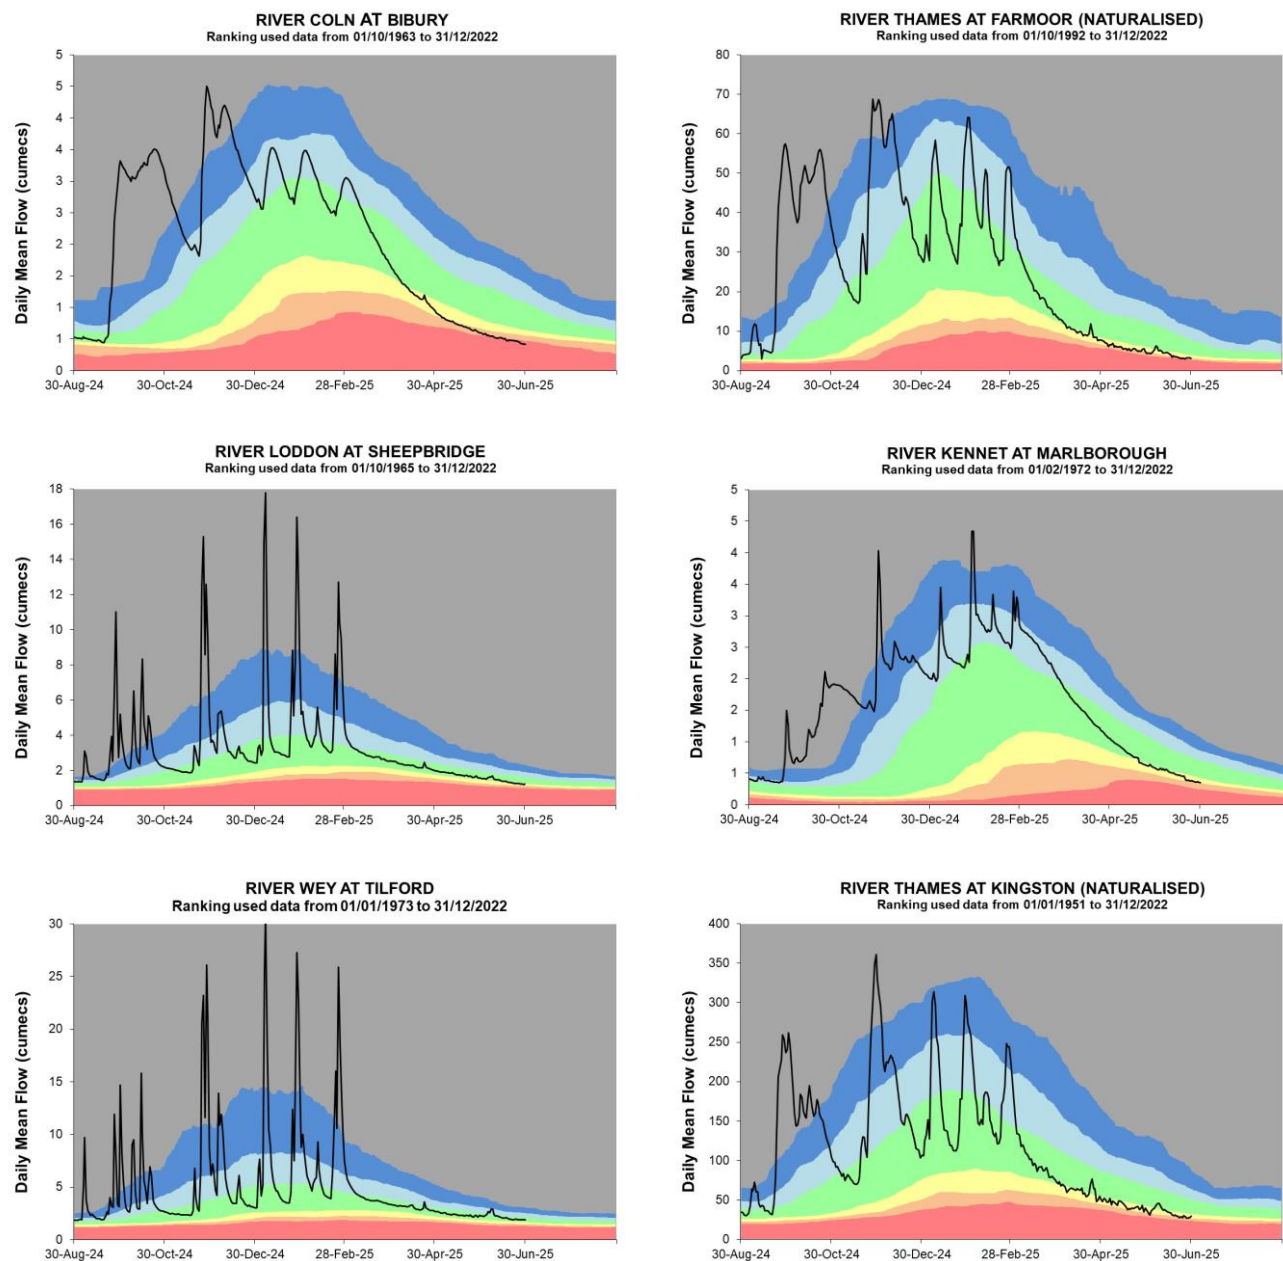 RIVER COLN AT BIBURY
Ranking used data from 01/10/1963 to 31/12/2022
Daily Mean Flow (cumecs)
5
5
4
4
3
3
2
2
1
1
0
30-Aug-24 30-Oct-24 30-Dec-24 28-Feb-25 30-Apr-25 30-Jun-25
RIVER THAMES AT FARMOOR (NATURALISED)
Ranking used data from 01/10/1992 to 31/12/2022
Daily Mean Flow (cumecs)
80
70
60
50
40
30
20
10
0
30-Aug-24 30-Oct-24 30-Dec-24 28-Feb-25 30-Apr-25 30-Jun-25
RIVER LODDON AT SHEEPBRIDGE
Ranking used data from 01/10/1965 to 31/12/2022
Daily Mean Flow (cumecs)
18
16
14
12
10
8
6
4
2
0
30-Aug-24 30-Oct-24 30-Dec-24 28-Feb-25 30-Apr-25 30-Jun-25
RIVER KENNET AT MARLBOROUGH
Ranking used data from 01/02/1972 to 31/12/2022
Daily Mean Flow (cumecs)
5
5
4
4
3
3
2
2
1
1
0
30-Aug-24 30-Oct-24 30-Dec-24 28-Feb-25 30-Apr-25 30-Jun-25
RIVER WEY AT TILFORD
Ranking used data from 01/01/1973 to 31/12/2022
Daily Mean Flow (cumecs)
30
25
20
15
10
5
0
30-Aug-24 30-Oct-24 30-Dec-24 28-Feb-25 30-Apr-25 30-Jun-25
RIVER THAMES AT KINGSTON (NATURALISED)
Ranking used data from 01/01/1951 to 31/12/2022
Daily Mean Flow (cumecs)
400
350
300
250
200
150
100
50
0
30-Aug-24 30-Oct-24 30-Dec-24 28-Feb-25 30-Apr-25 30-Jun-25